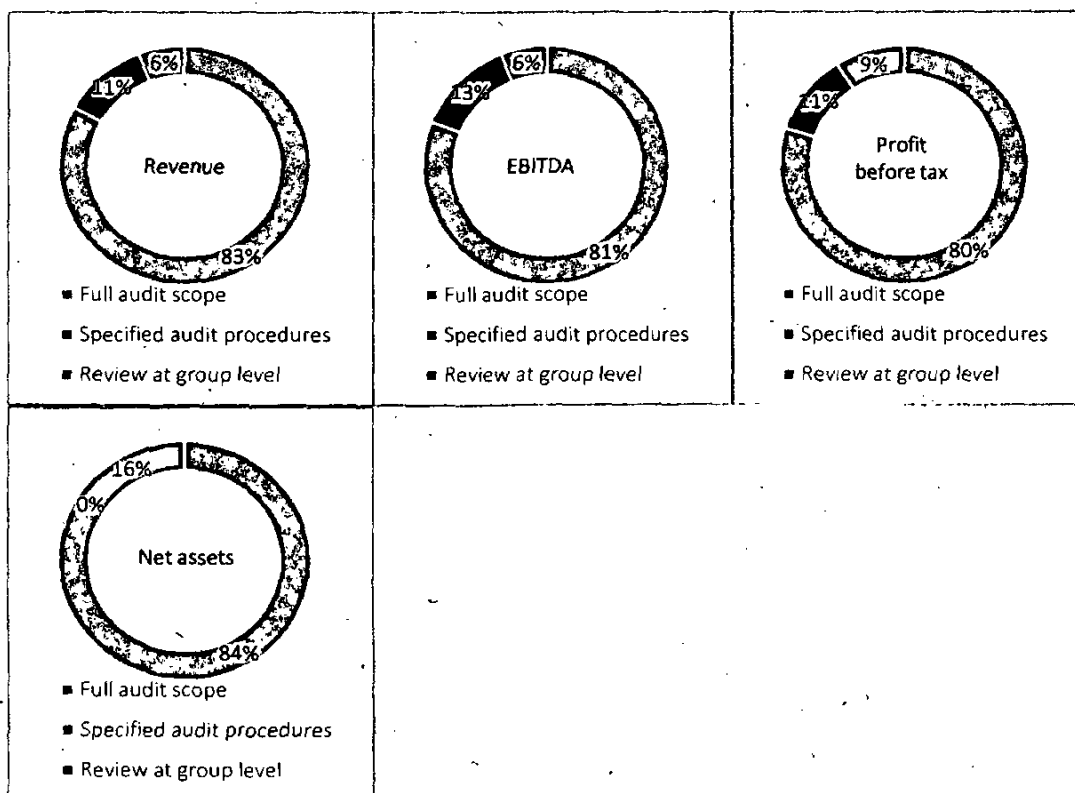 6%
11%
Revenue
83%
■ Full audit scope
■ Specified audit procedures
■ Review at group level
6%
13%
EBITDA
81%
■ Full audit scope
■ Specified audit procedures
■ Review at group level
9%
11%
Profit
before tax
80%
■ Full audit scope
■ Specified audit procedures
■ Review at group level
16%
0%
Net assets
84%
■ Full audit scope
■ Specified audit procedures
■ Review at group level